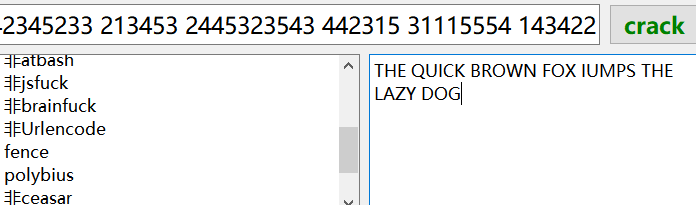 2345233 213453 2445323543 442315 31115554 143422
crack
非atbash
非jsfuck
非brainfuck
非Urlencode
fence
polybius
非ceasar
THE QUICK BROWN FOX IUMPS THE
LAZY DOG